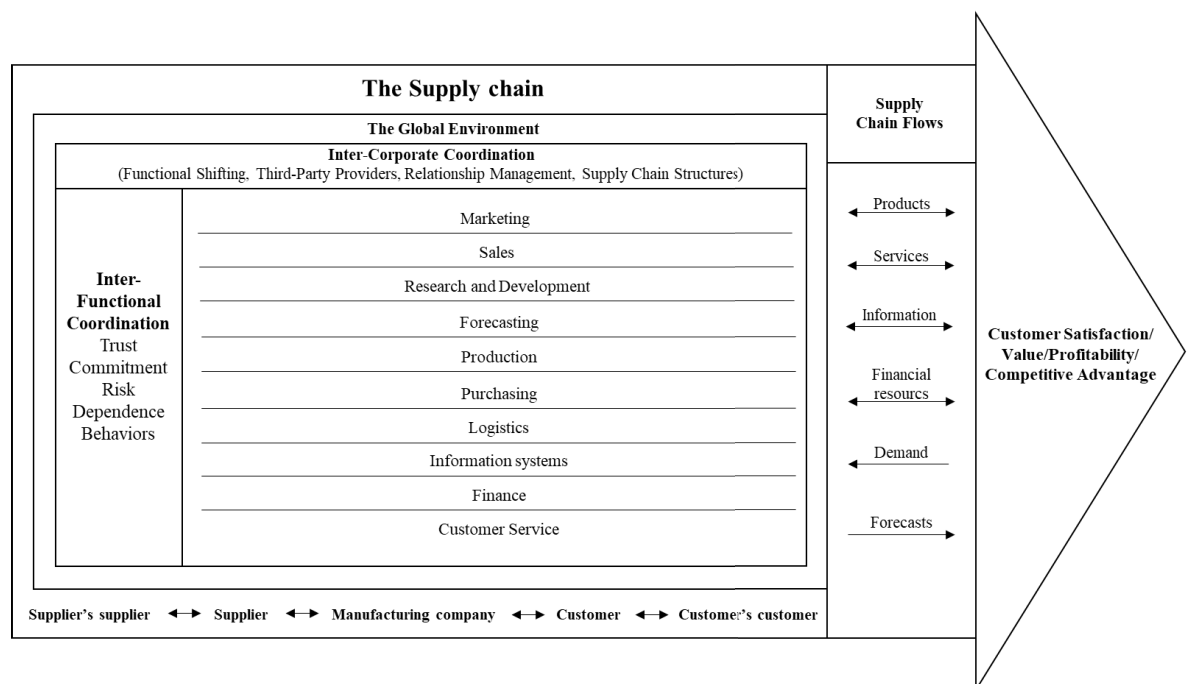 The Supply chain
The Global Environment
Inter-Corporate Coordination
(Functional Shifting, Third-Party Providers, Relationship Management, Supply Chain Structures)
Inter-
Functional
Coordination
Trust
Commitment
Risk
Dependence
Behaviors
Marketing
Sales
Research and Development
Forecasting
Production
Purchasing
Logistics
Information systems
Finance
Customer Service
Supplier's supplier Supplier Manufacturing company Customer Customer's customer
Supply
Chain Flows
Products
Services
Information
Financial
resourcs
Demand
Forecasts
Customer Satisfaction/
Value/Profitability/
Competitive Advantage